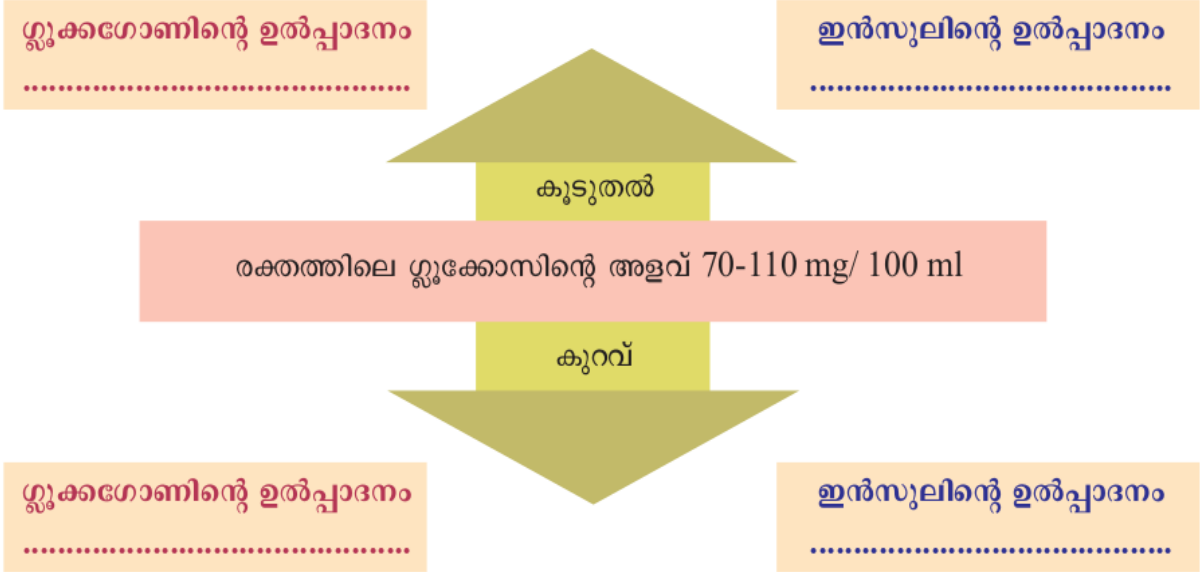 ഗ്ലൂക്കഗോണിന്റെ ഉൽപ്പാദനം
..............................................
ഇൻസുലിന്റെ ഉൽപ്പാദനം
...........................................
കൂടുതൽ
രക്തത്തിലെ ഗ്ലൂക്കോസിന്റെ അളവ് 70-110 mg/ 100 ml
കുറവ്
ഗ്ലൂക്കഗോണിന്റെ ഉൽപ്പാദനം
..............................................
ഇൻസുലിന്റെ ഉൽപ്പാദനം
...........................................